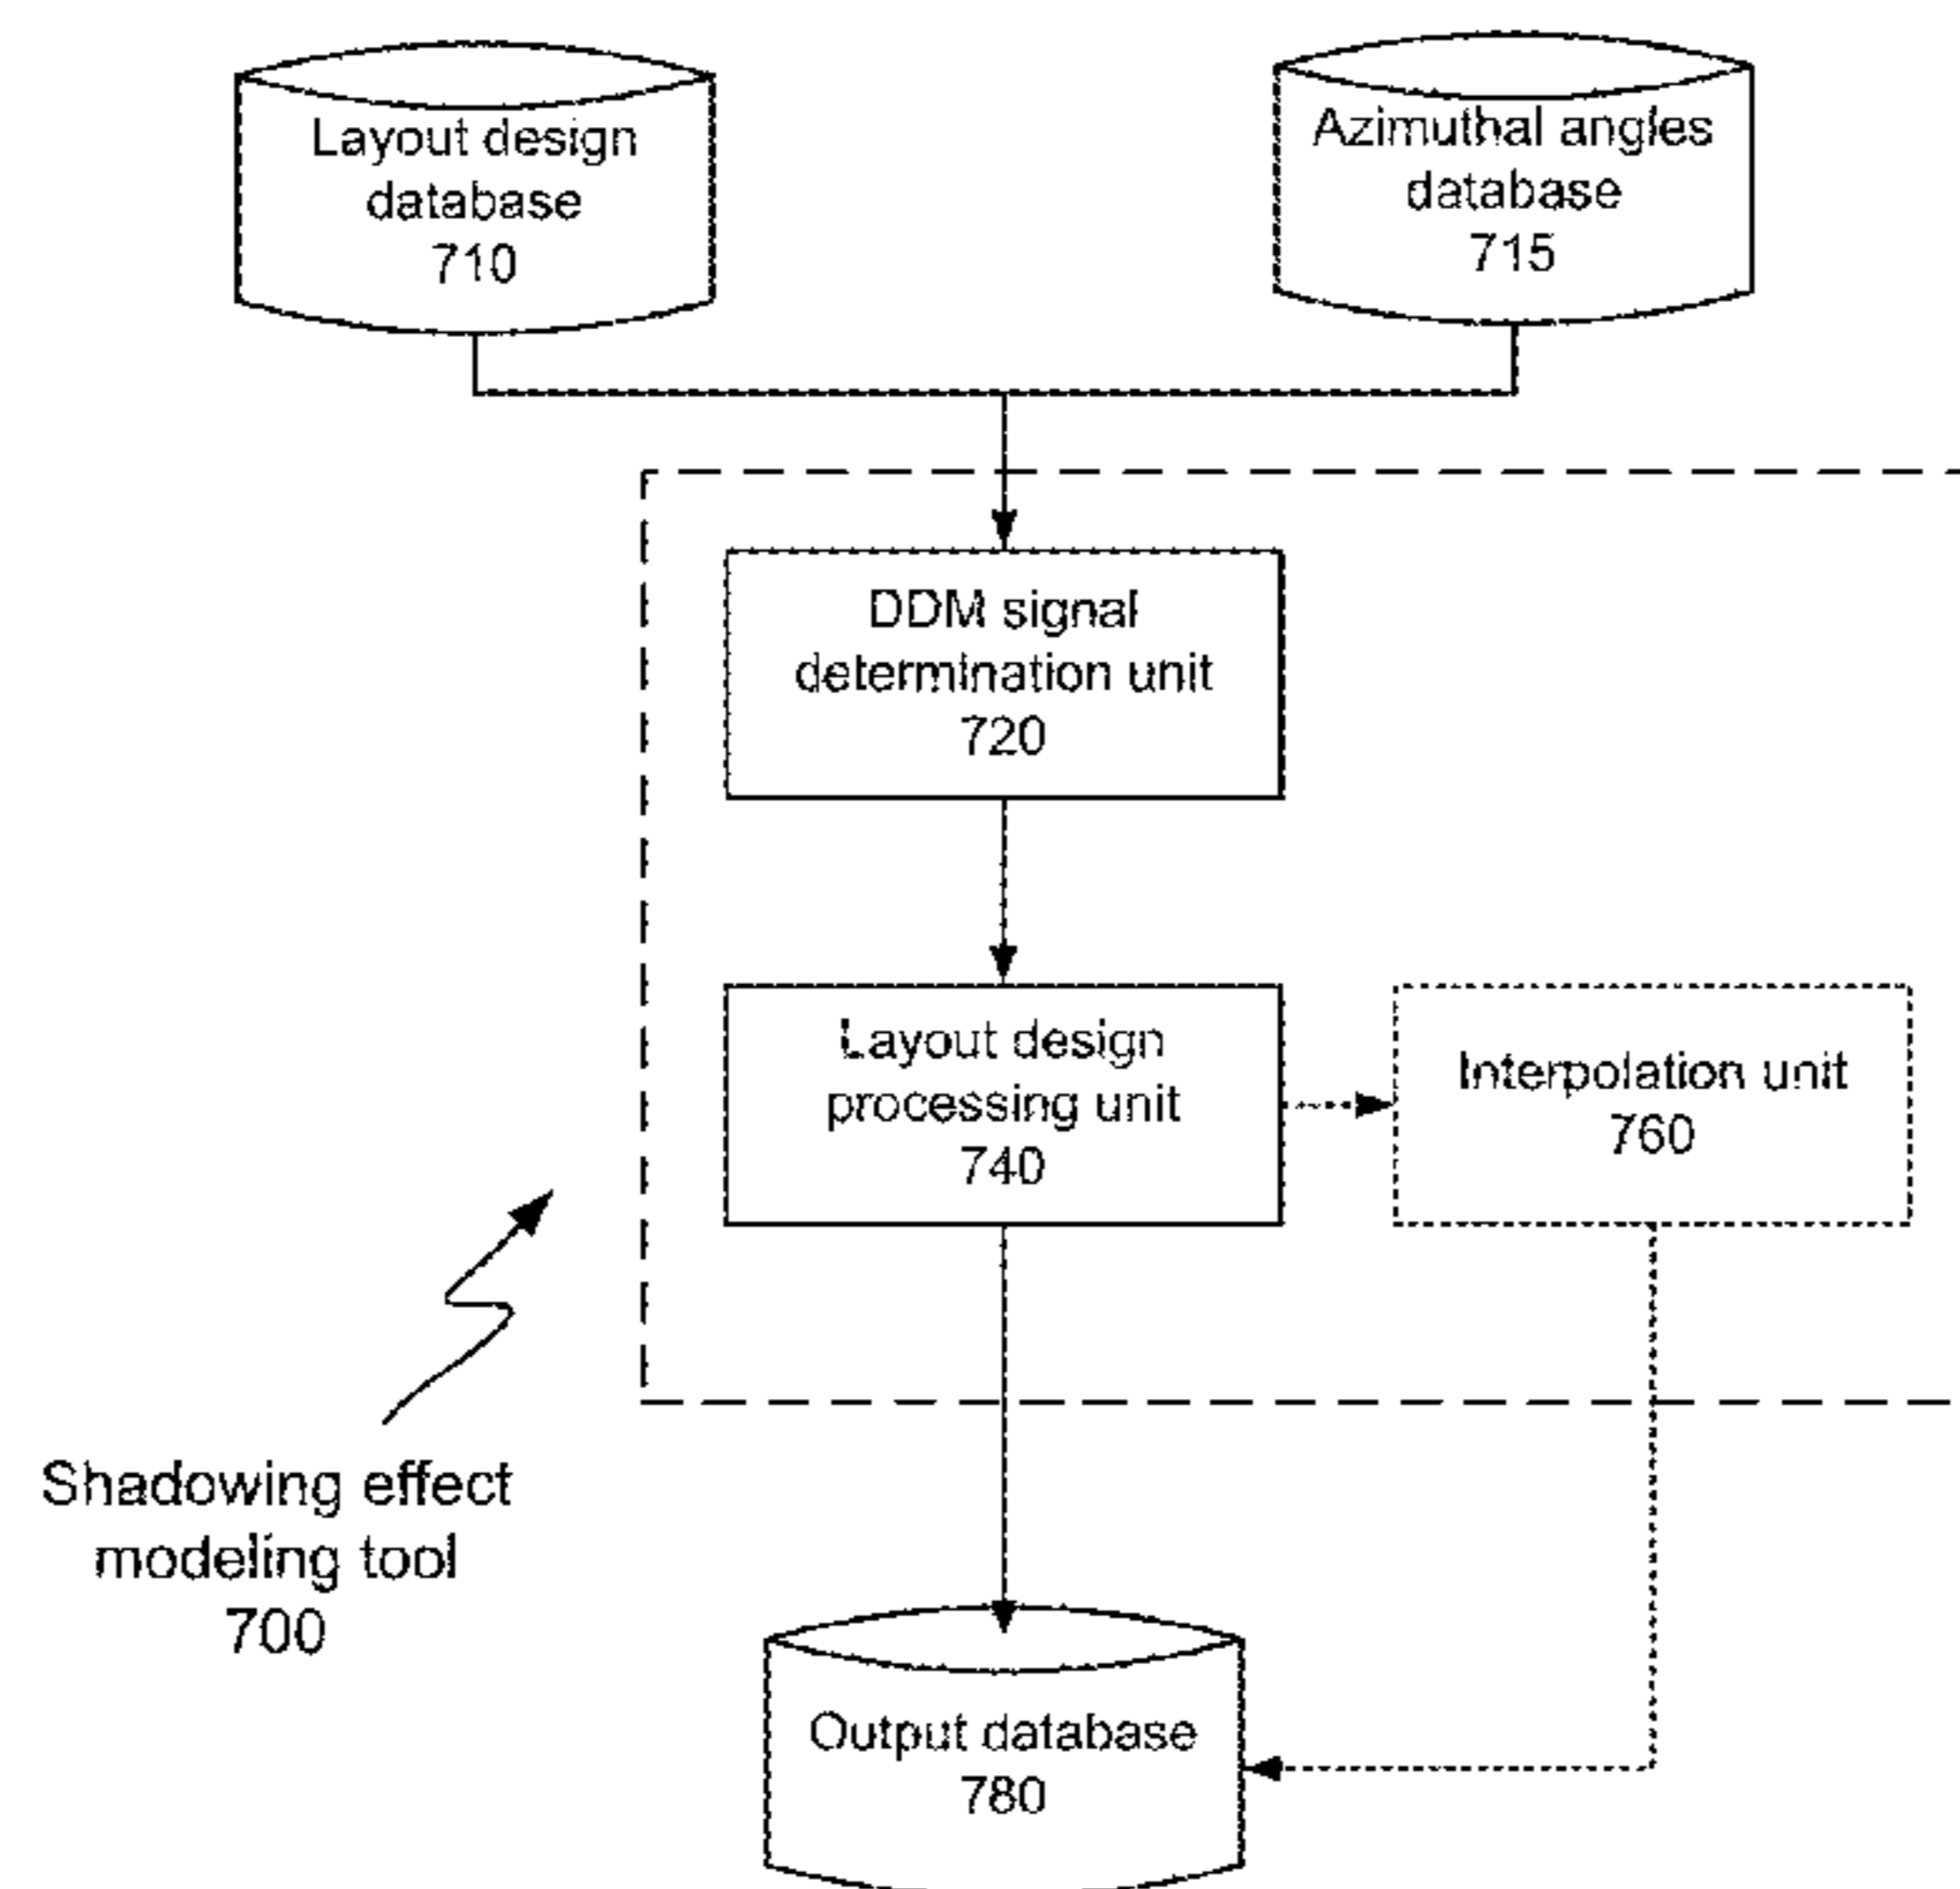 Layout design
database
710
Azimuthal angles
database
715
DDM signal
determination unit
720
Layout design
processing unit
740
Interpolation unit
760
Shadowing effect
modeling tool
700
Output database
780